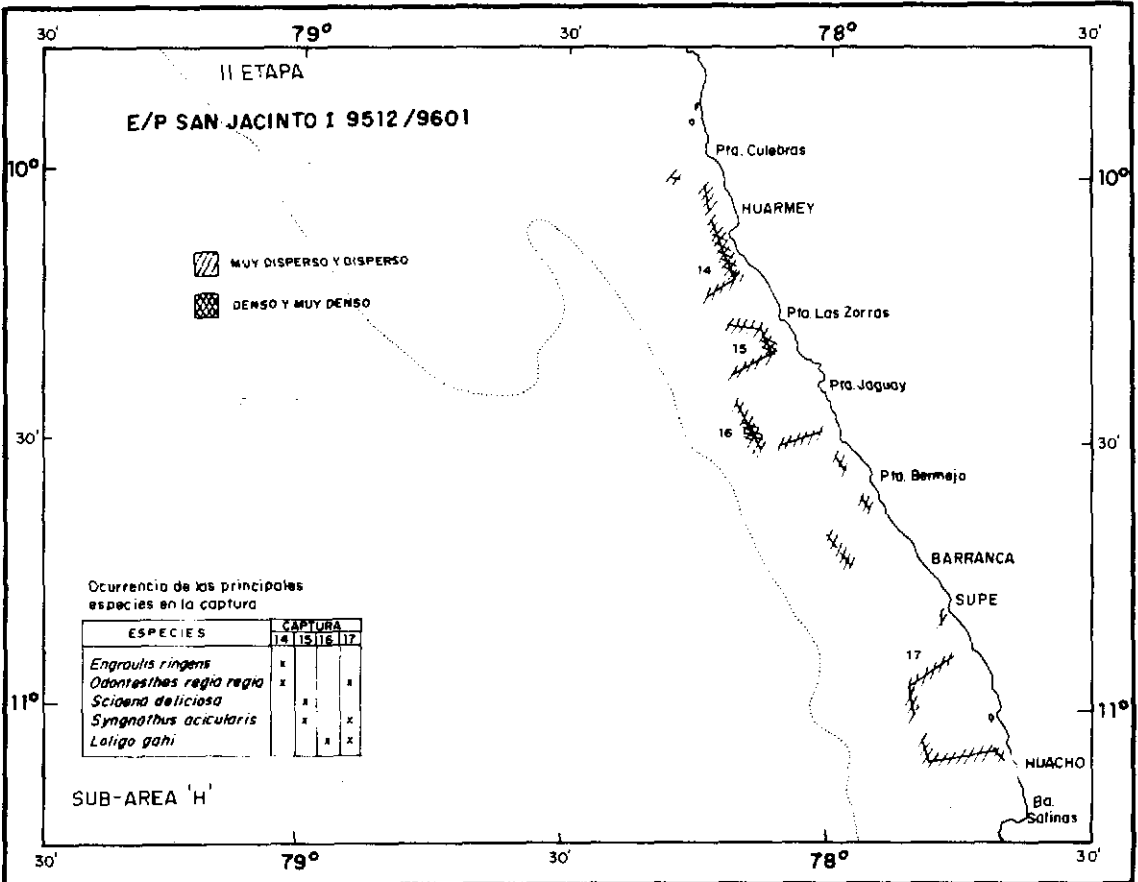 30' 79° 30' 78° 30'
II ETAPA
E/P SAN JACINTO I 9512/9601
10° 10°
Pta. Culebras
HUARMEY
MUY DISPERSO Y DISPERSO
14
DENSO Y MUY DENSO
Pta. Las Zorras
15
Pta. Jaguay
16
30' 30'
Pta. Bermejo
BARRANCA
Ocurrencia de las principales
especies en la captura
SUPE
ESPECIES CAPTURA
14 15 16 17
17
Engraulis ringens x
Odontesthes regia regia x x
Sciaena deliciosa x
Syngnathus acicularis x x
Loligo gahi x x
11° 11°
HUACHO
SUB-AREA 'H'
Ba.
Salinas
30' 79° 30' 78° 30'